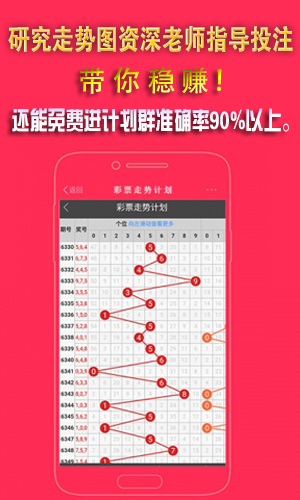 研究走势图资深老师指导投注
带你稳赚!
还能免费进计划群准确率90%以上。
返回 彩票走势计划 ...
彩票走势计划
个位 向左滑动查看更多
期号 奖号 0 1 2 3 4 5 6 7 8 9 0 1
6330 5,6,4 5
6331 7,5,3 6
6332 4,4,5 4
6333 9,7,3 9
6334 3,6,5 3
6335 5,3,8 5
6336 1
6337 5,5,8 5
6338 4,1,0 4 0
6339 5,4,7 5
6340 6
6341 0,3,9 0
6342 3,6,7 3
6343 8 0
6344 1 0
6345 5
6346 1 0
6347 5
6348 7
6349 1